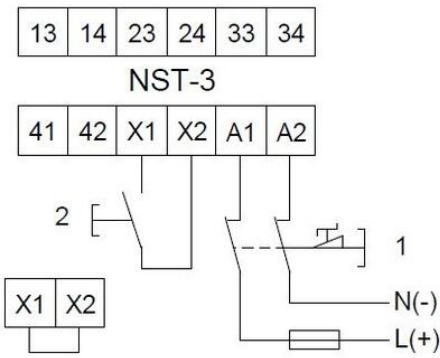 13 14 23 24 33 34
NST-3
41 42 X1 X2 A1 A2
2
1
X1 X2
N(-)
L(+)